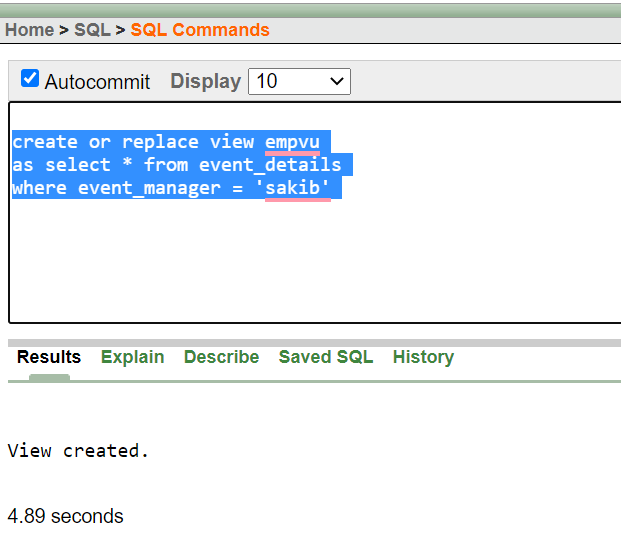 Home > SQL > SQL Commands
Autocommit Display 10
create or replace view empvu
as select * from event_details
where event_manager = 'sakib'
Results Explain Describe Saved SQL History
View created.
4.89 seconds